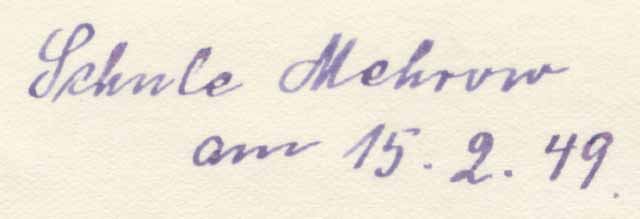 Schule Mehrow
am 15. 2. 49.